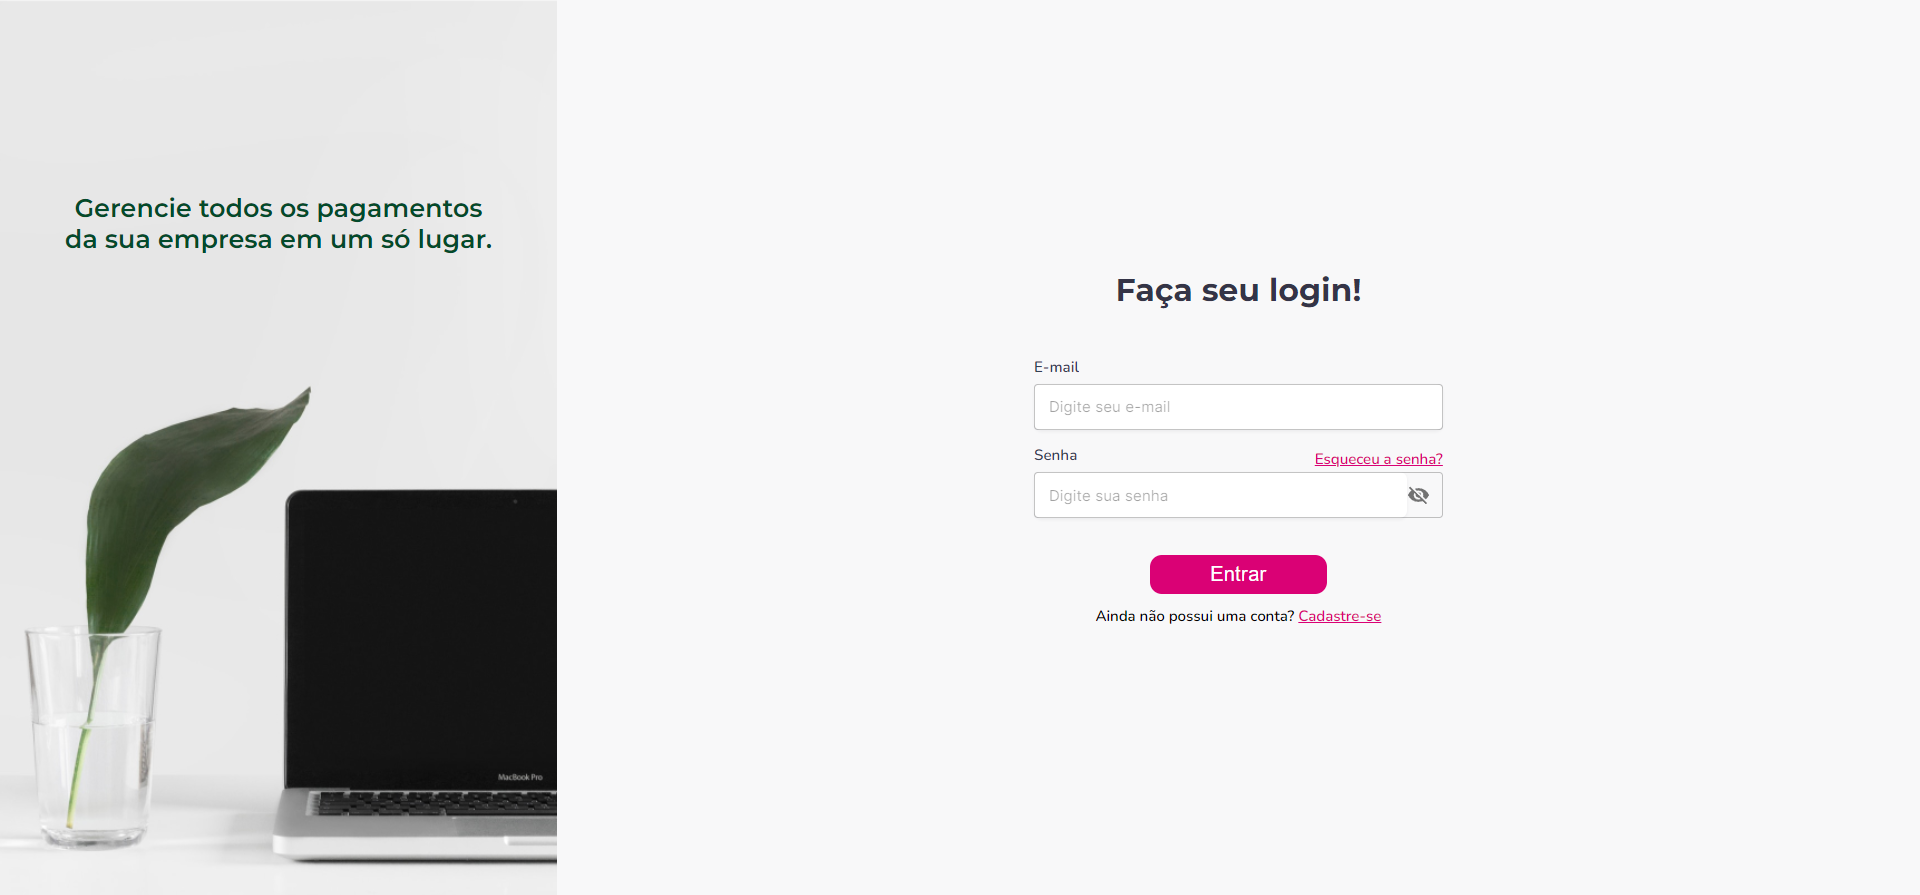 Gerencie todos os pagamentos
da sua empresa em um só lugar.
MacBook Pro
Faça seu login!
E-mail
Digite seu e-mail
Senha
Esqueceu a senha?
Digite sua senha
Entrar
Ainda não possui uma conta? Cadastre-se